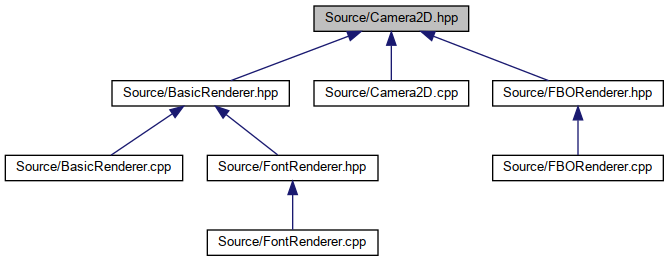 Source/Camera2D.hpp
Source/BasicRenderer.hpp
Source/Camera2D.cpp
Source/FBORenderer.hpp
Source/BasicRenderer.cpp
Source/FontRenderer.hpp
Source/FBORenderer.cpp
Source/FontRenderer.cpp